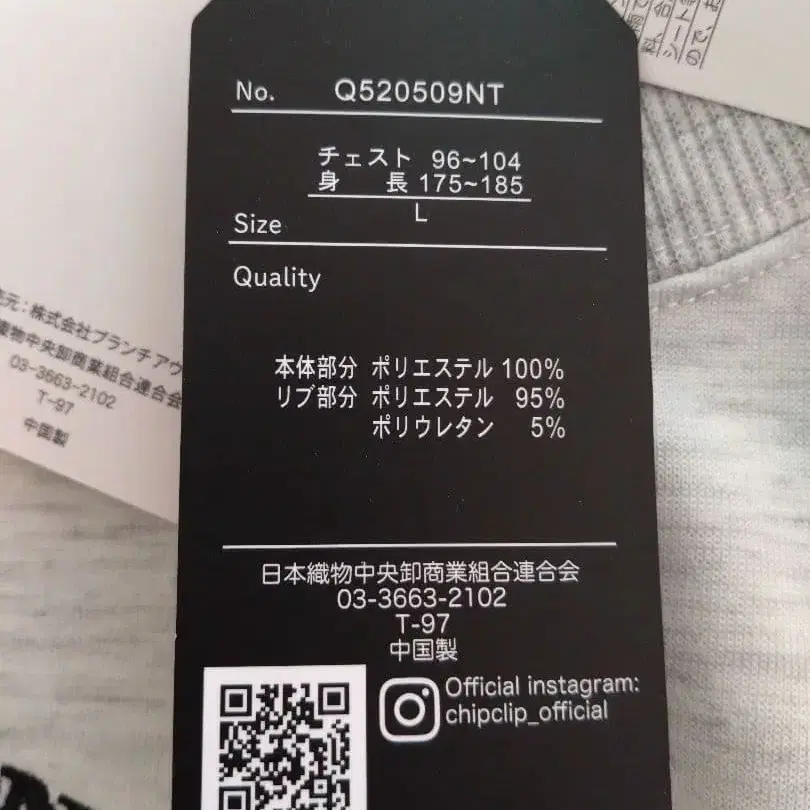 No. Q520509NT
チェスト 96~104
身 長 175~185
L
Size
Quality
本体部分 ポリエステル 100%
リブ部分 ポリエステル 95%
ポリウレタン 5%
日本織物中央卸商業組合連合会
03-3663-2102
T-97
中国製
Official instagram:
chipclip_official
元:株式会社ブランチアウ
織物中央卸商業組合連合会
03-3663-2102
T-97
中国製